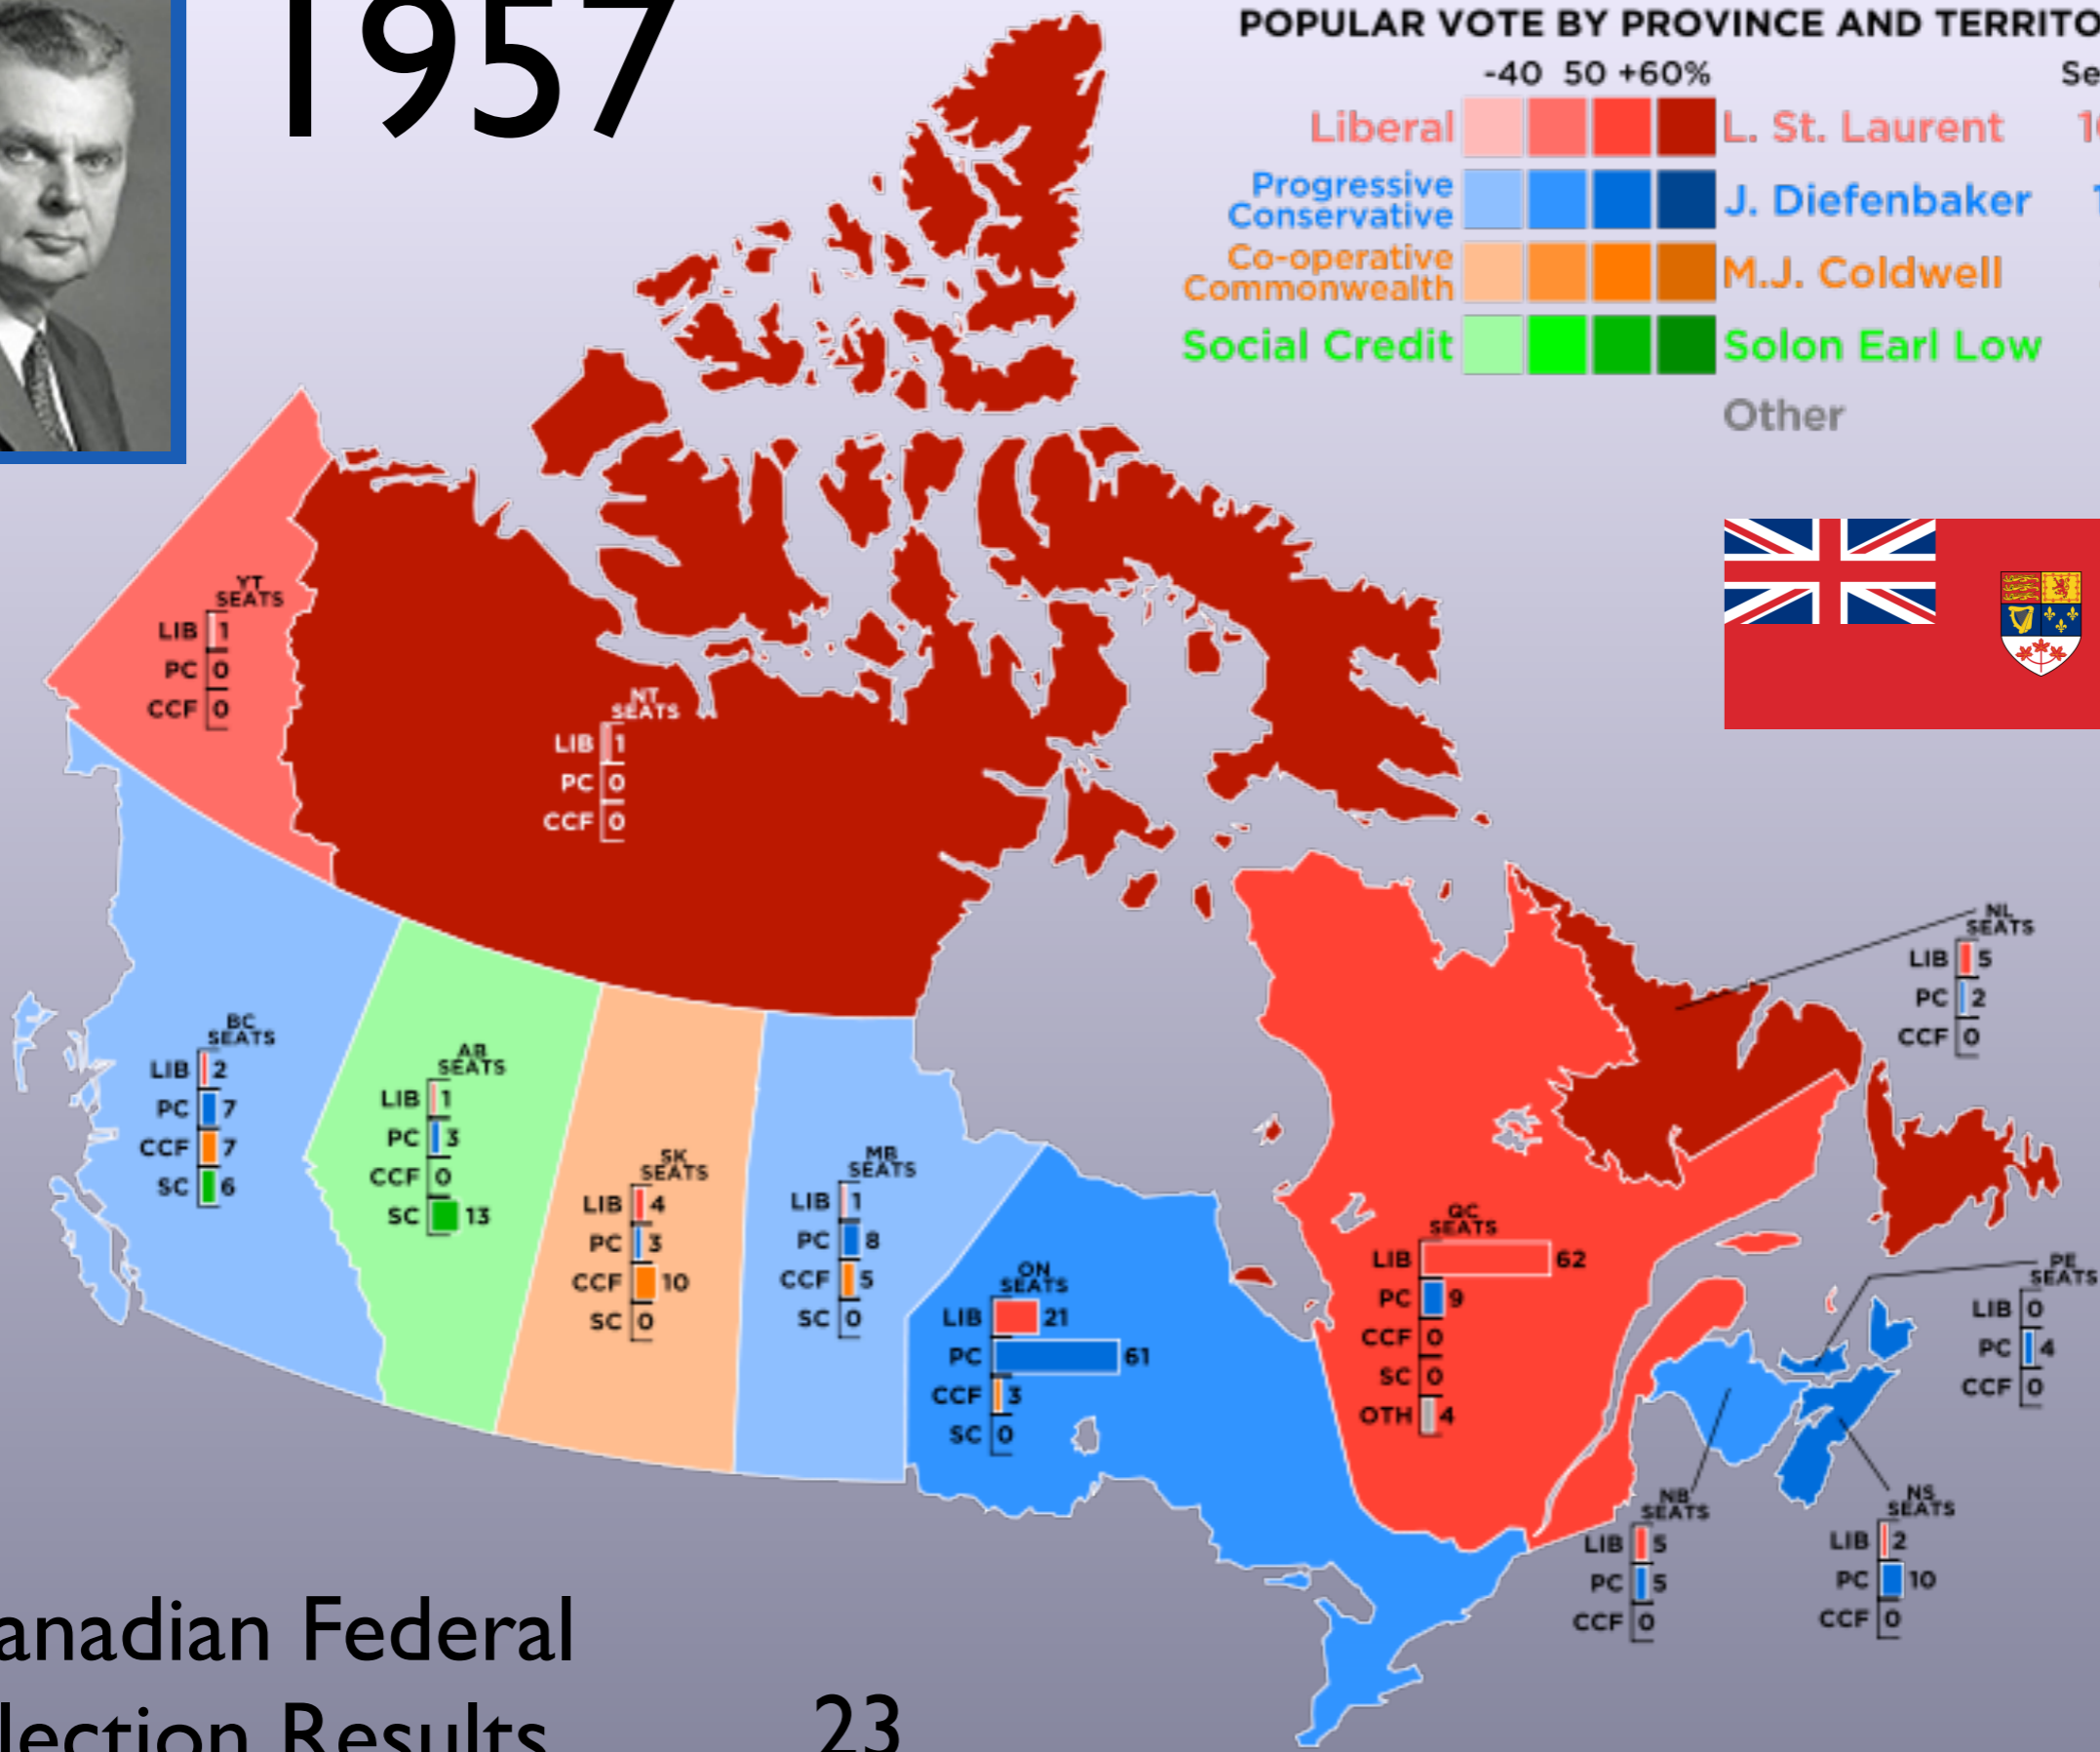 1957
POPULAR VOTE BY PROVINCE AND TERRITO
-40 50 +60% Se
Liberal L. St. Laurent 1
Progressive
Conservative J. Diefenbaker 1
Co-operative
Commonwealth M.J. Coldwell
Social Credit Solon Earl Low
Other
YT
SEATS
LIB 1
PC 0
CCF 0
NT
SEATS
LIB 1
PC 0
CCF 0
NL
SEATS
LIB 5
PC 2
CCF 0
BC
SEATS
LIB 2
PC 7
CCF 7
SC 6
AB
SEATS
LIB 1
PC 3
CCF 0
SC 13
SK
SEATS
LIB 4
PC 3
CCF 10
SC 0
MB
SEATS
LIB 1
PC 8
CCF 5
SC 0
ON
SEATS
LIB 21
PC 61
CCF 3
SC 0
QC
SEATS
LIB 62
PC 9
CCF 0
SC 0
OTH 4
PE
SEATS
LIB 0
PC 4
CCF 0
NB
SEATS
LIB 5
PC 5
CCF 0
NS
SEATS
LIB 2
PC 10
CCF 0
anadian Federal
lection Results
23